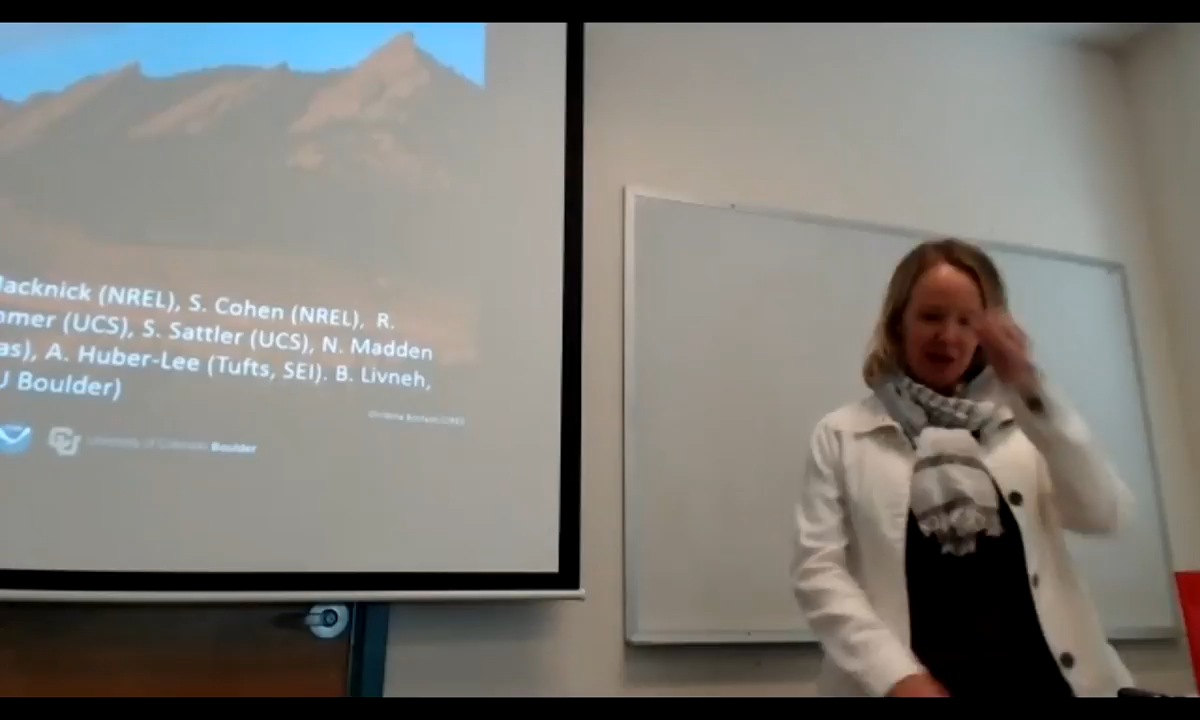 Macknick (NREL), S. Cohen (NREL), R.
mmer (UCS), S. Sattler (UCS), N. Madden
as), A. Huber-Lee (Tufts, SEI). B. Livneh,
U Boulder)
University of Colorado Boulder